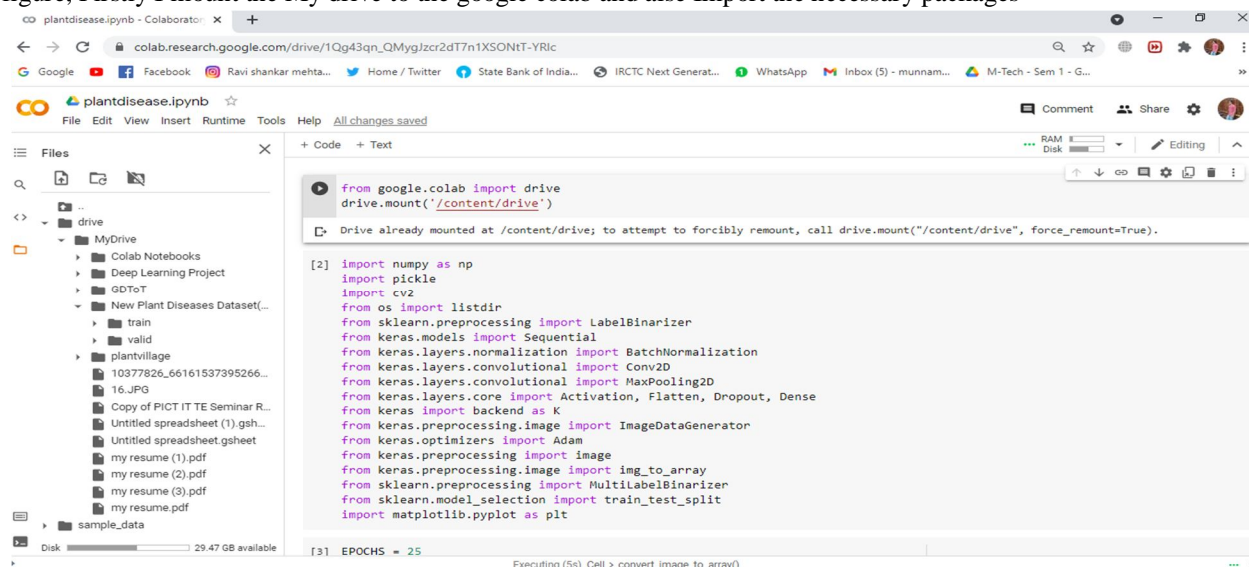 figure, Firstly I mount the My drive to the google colab and also import the necessary packages
plantdisease.ipynb - Colaborator
colab.research.google.com/drive/1Qg43qn_QMygJzcr2dT7n1XSONtT-YRlc
Google Facebook Ravi shankar mehta... Home / Twitter State Bank of India... IRCTC Next Generat... WhatsApp Inbox (5) - munnam... M-Tech - Sem 1 - G... »
plantdisease.ipynb
File Edit View Insert Runtime Tools Help All changes saved
Comment Share
Files
+ Code + Text
RAM
Disk
Editing
..
drive
MyDrive
Colab Notebooks
Deep Learning Project
GDToT
New Plant Diseases Dataset(...
train
valid
plantvillage
10377826_66161537395266...
16.JPG
Copy of PICT IT TE Seminar R...
Untitled spreadsheet (1).gsh...
Untitled spreadsheet.gsheet
my resume (1).pdf
my resume (2).pdf
my resume (3).pdf
my resume.pdf
sample_data
Disk 29.47 GB available
from google.colab import drive
drive.mount('/content/drive')
Drive already mounted at /content/drive; to attempt to forcibly remount, call drive.mount("/content/drive", force_remount=True).
[2] import numpy as np
import pickle
import cv2
from os import listdir
from sklearn.preprocessing import LabelBinarizer
from keras.models import Sequential
from keras.layers.normalization import BatchNormalization
from keras.layers.convolutional import Conv2D
from keras.layers.convolutional import MaxPooling2D
from keras.layers.core import Activation, Flatten, Dropout, Dense
from keras import backend as K
from keras.preprocessing.image import ImageDataGenerator
from keras.optimizers import Adam
from keras.preprocessing import image
from keras.preprocessing.image import img_to_array
from sklearn.preprocessing import MultiLabelBinarizer
from sklearn.model_selection import train_test_split
import matplotlib.pyplot as plt
[3] EPOCHS = 25
Executing (5s) Cell > convert_image_to_array()